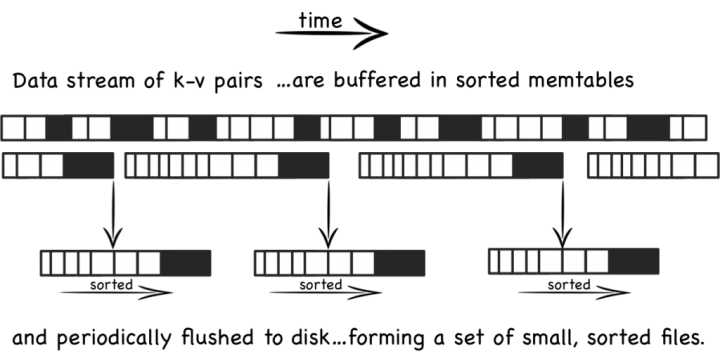 time
Data stream of k-v pairs ...are buffered in sorted memtables
sorted
sorted
sorted
and periodically flushed to disk...forming a set of small, sorted files.